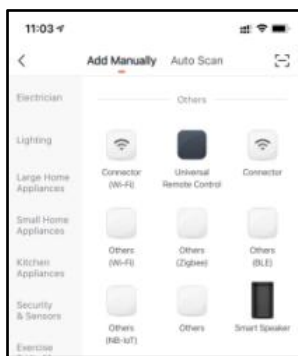 11:03
Add Manually Auto Scan
Electrician
Others
Lighting
Connector
(Wi-Fi)
Universal
Remote Control
Connector
Large Home
Appliances
Small Home
Appliances
Others
(Wi-Fi)
Others
(Zigbee)
Others
(BLE)
Kitchen
Appliances
Security
& Sensors
Others
(NB-IoT)
Others
Smart Speaker
Exercise